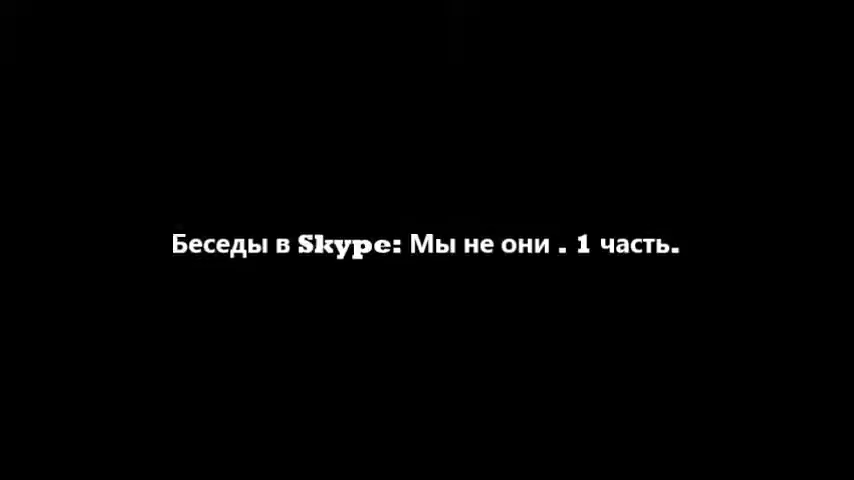 Беседы в Skype: Мы не они . 1 часть.